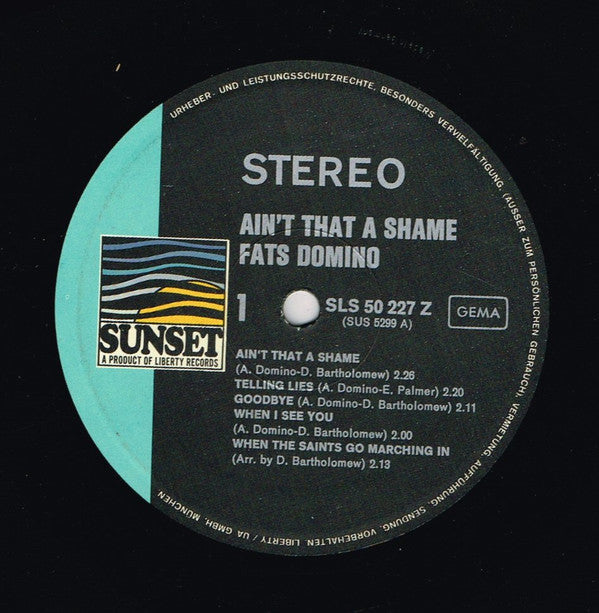 URHEBER- UND LEISTUNGSSCHUTZRECHTE, BESONDERS VERVIELFÄLTIGUNG, (AUSSER ZUM PERSÖNLICHEN GEBRAUCH), VERMIETUNG, AUFFÜHRUNG, SENDUNG, VORBEHALTEN. LIBERTY / UA GMBH, MÜNCHEN
STEREO
AIN'T THAT A SHAME
FATS DOMINO
SUNSET
A PRODUCT OF LIBERTY RECORDS
1
SLS 50 227 Z
(SUS 5299 A)
GEMA
AIN'T THAT A SHAME
(A. Domino-D. Bartholomew) 2.26
TELLING LIES (A. Domino-E. Palmer) 2.20
GOODBYE (A. Domino-D. Bartholomew) 2.11
WHEN I SEE YOU
(A. Domino-D. Bartholomew) 2.00
WHEN THE SAINTS GO MARCHING IN
(Arr. by D. Bartholomew) 2.13